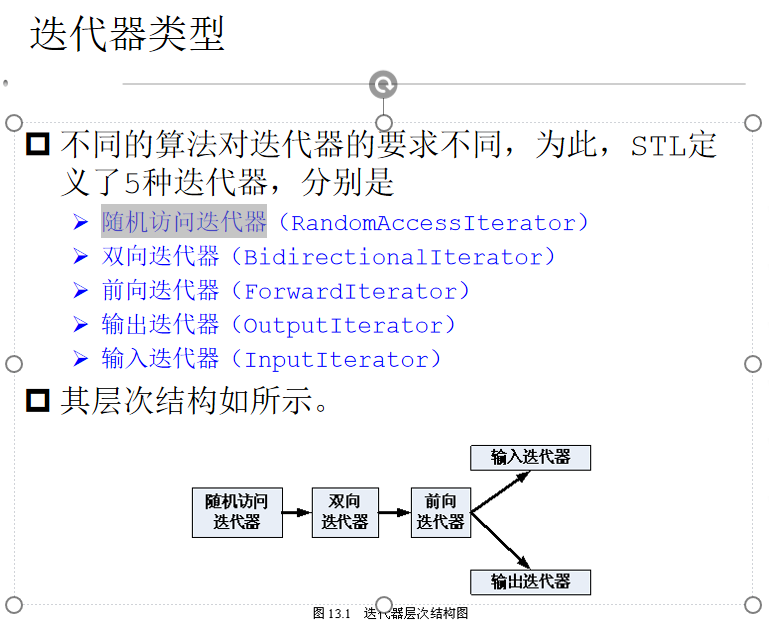 迭代器类型
不同的算法对迭代器的要求不同，为此，STL定
义了5种迭代器，分别是
随机访问迭代器（RandomAccessIterator）
双向迭代器（BidirectionalIterator）
前向迭代器（ForwardIterator）
输出迭代器（OutputIterator）
输入迭代器（InputIterator）
其层次结构如所示。
输入迭代器
随机访问
迭代器
双向
迭代器
前向
迭代器
输出迭代器
图 13.1 迭代器层次结构图